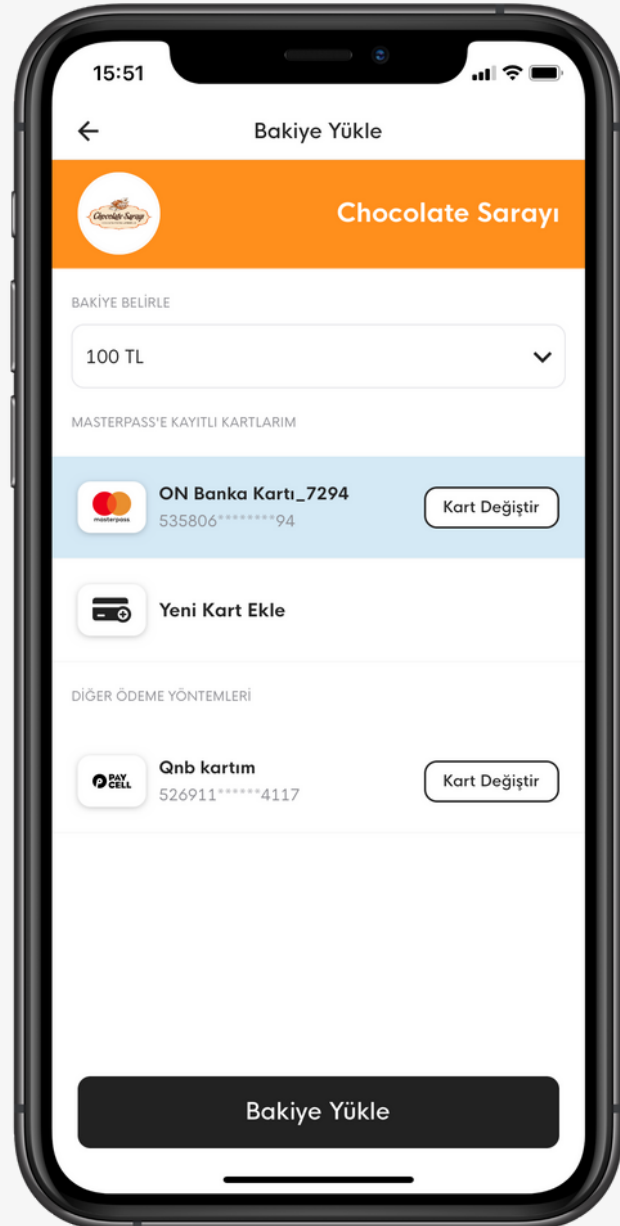 15:51
Bakiye Yükle
Chocolate Sarayı
Chocolate Sarayı
BAKİYE BELİRLE
100 TL
MASTERPASS'E KAYITLI KARTLARIM
masterpass
ON Banka Kartı_7294
535806********94
Kart Değiştir
Yeni Kart Ekle
DİĞER ÖDEME YÖNTEMLERİ
PAY
CELL
Qnb kartım
526911******4117
Kart Değiştir
Bakiye Yükle